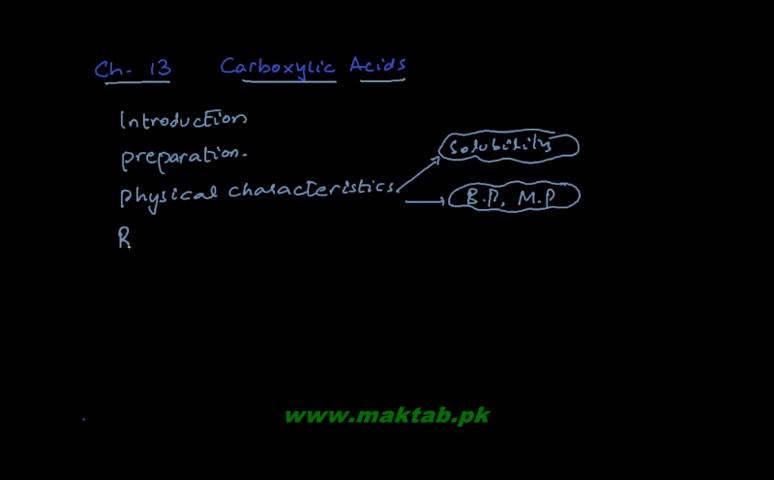 Ch. 13 Carboxylic Acids
Introduction
preparation.
physical characteristics
Solubility
B.P, M.P
R
www.maktab.pk